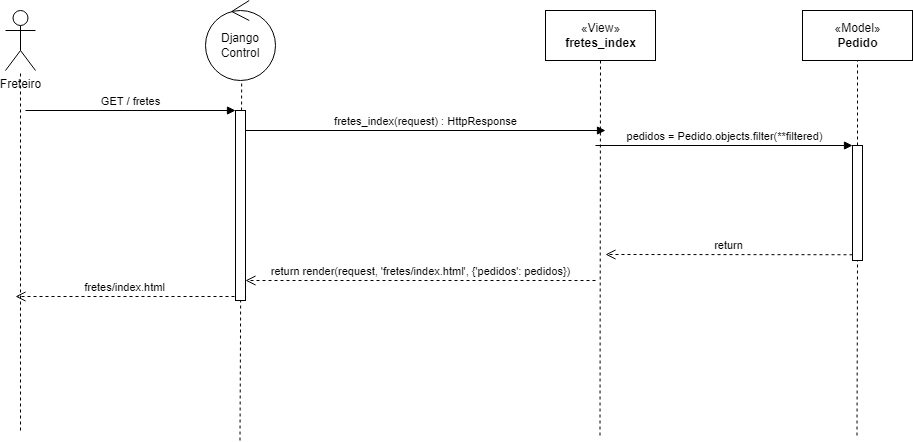 Freteiro
Django
Control
«View»
fretes_index
«Model»
Pedido
GET / fretes
fretes_index(request) : HttpResponse
pedidos = Pedido.objects.filter(**filtered)
return
return render(request, 'fretes/index.html', {'pedidos': pedidos})
fretes/index.html